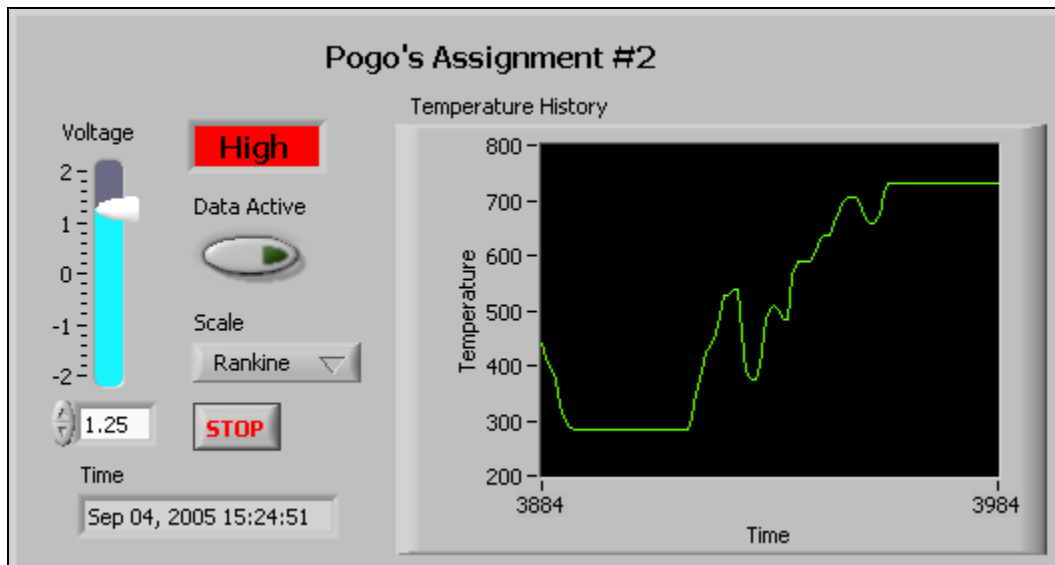 Pogo's Assignment #2
Voltage
2
1
0
-1
-2
1.25
High
Data Active
Scale
Rankine
STOP
Time
Sep 04, 2005 15:24:51
Temperature History
Temperature
800
700
600
500
400
300
200
3884
3984
Time